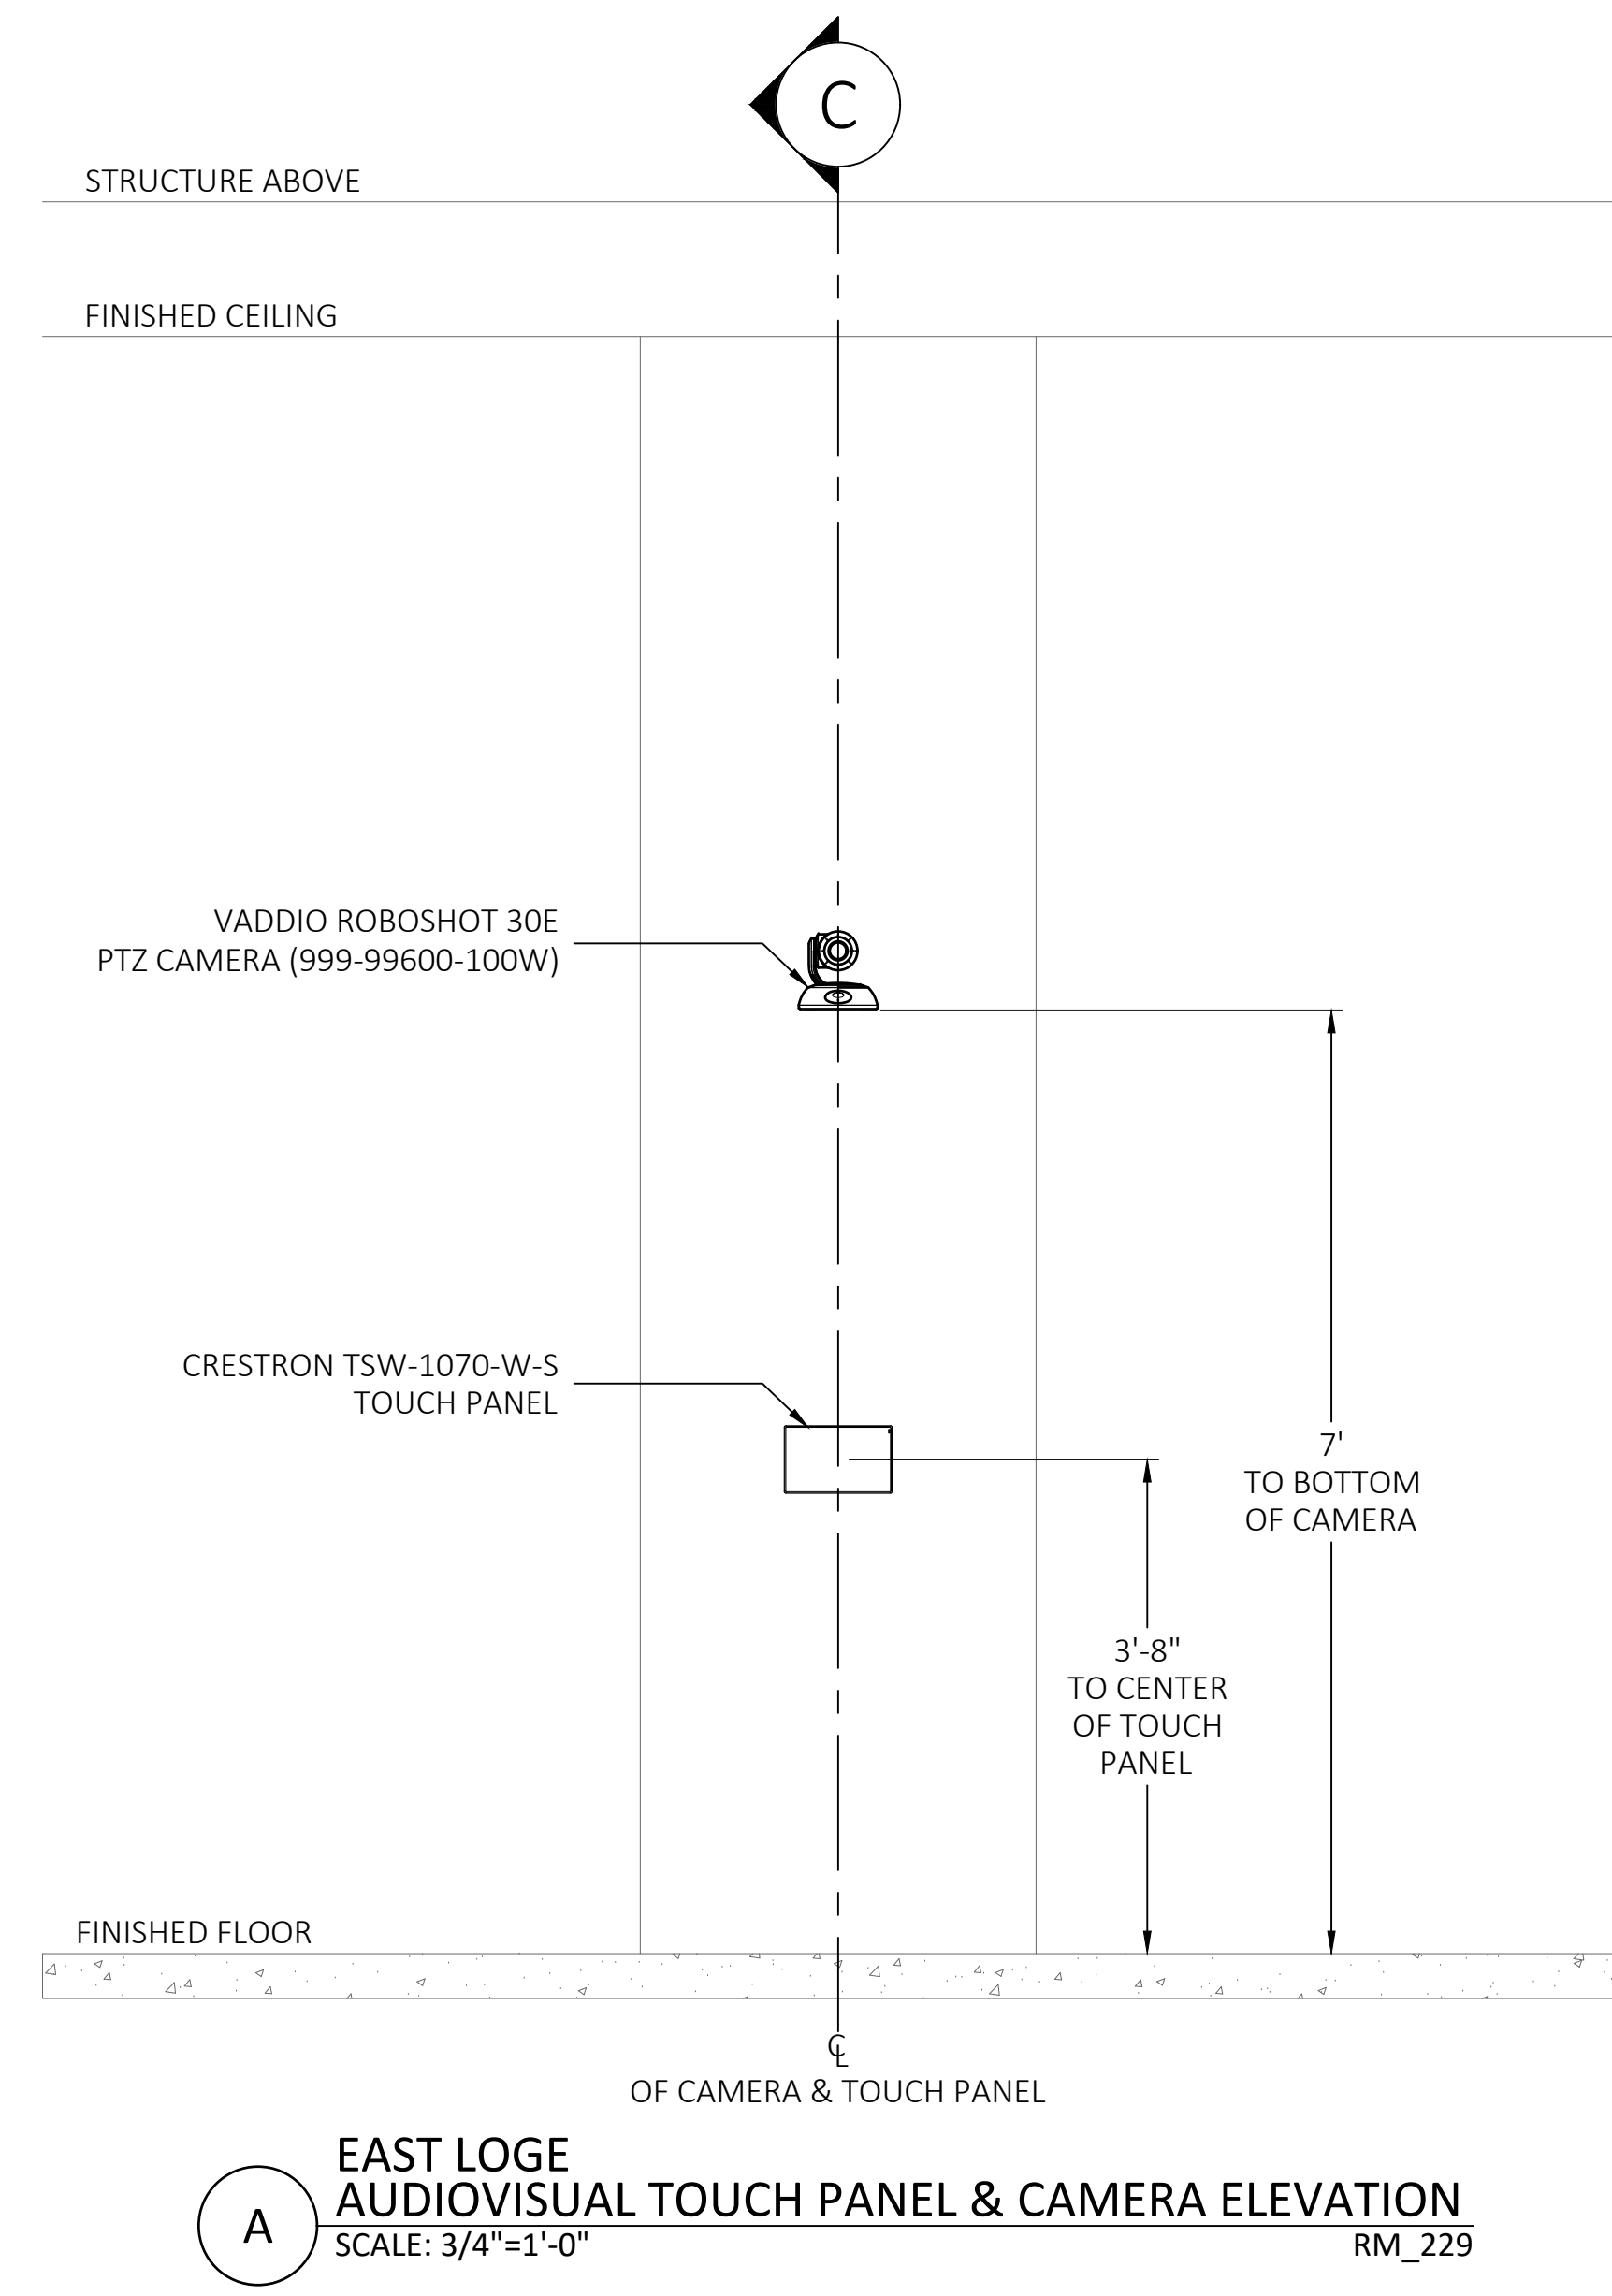 C
STRUCTURE ABOVE
FINISHED CEILING
VADDIO ROBOSHOT 30E
PTZ CAMERA (999-99600-100W)
CRESTRON TSW-1070-W-S
TOUCH PANEL
7'
TO BOTTOM
OF CAMERA
3'-8"
TO CENTER
OF TOUCH
PANEL
FINISHED FLOOR
℄
OF CAMERA & TOUCH PANEL
A
EAST LOGE
AUDIOVISUAL TOUCH PANEL & CAMERA ELEVATION
SCALE: 3/4"=1'-0" RM_229